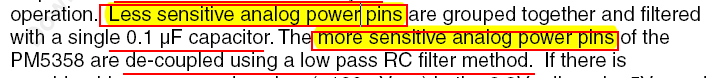 operation. Less sensitive analog power pins are grouped together and filtered
with a single 0.1 µF capacitor. The more sensitive analog power pins of the
PM5358 are de-coupled using a low pass RC filter method. If there is